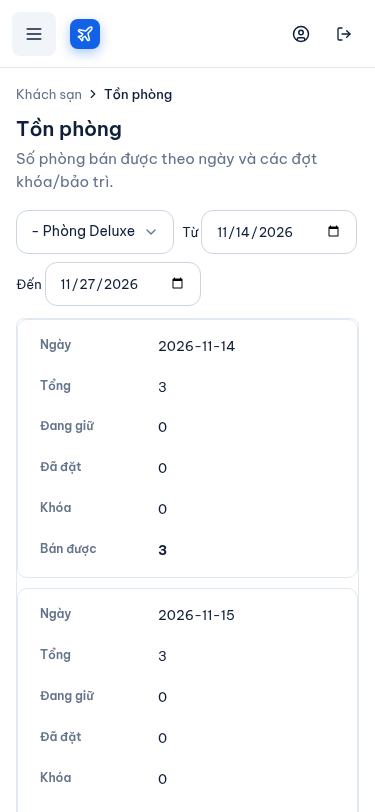 Khách sạn > Tồn phòng
Tồn phòng
Số phòng bán được theo ngày và các đợt
khóa/bảo trì.
- Phòng Deluxe Từ 11/14/2026
Đến 11/27/2026
Ngày 2026-11-14
Tổng 3
Đang giữ 0
Đã đặt 0
Khóa 0
Bán được 3
Ngày 2026-11-15
Tổng 3
Đang giữ 0
Đã đặt 0
Khóa 0